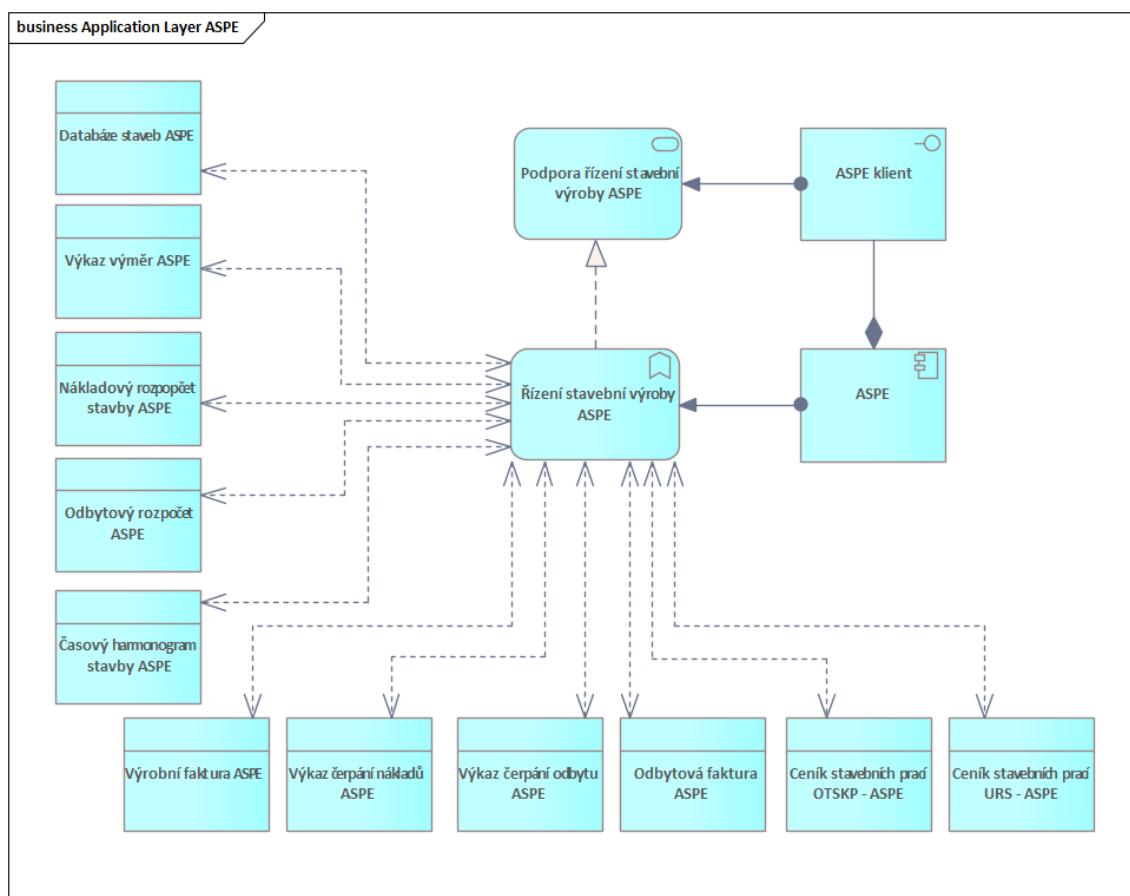 business Application Layer ASPE
Databáze staveb ASPE
Výkaz výměr ASPE
Nákladový rozpopčet
stavby ASPE
Odbytový rozpočet
ASPE
Časový harmonogram
stavby ASPE
Podpora řízení stavební
výroby ASPE
ASPE klient
Řízení stavební výroby
ASPE
ASPE
Výrobní faktura ASPE
Výkaz čerpání nákladů
ASPE
Výkaz čerpání odbytu
ASPE
Odbytová faktura
ASPE
Ceník stavebních prací
OTSKP - ASPE
Ceník stavebních prací
URS - ASPE